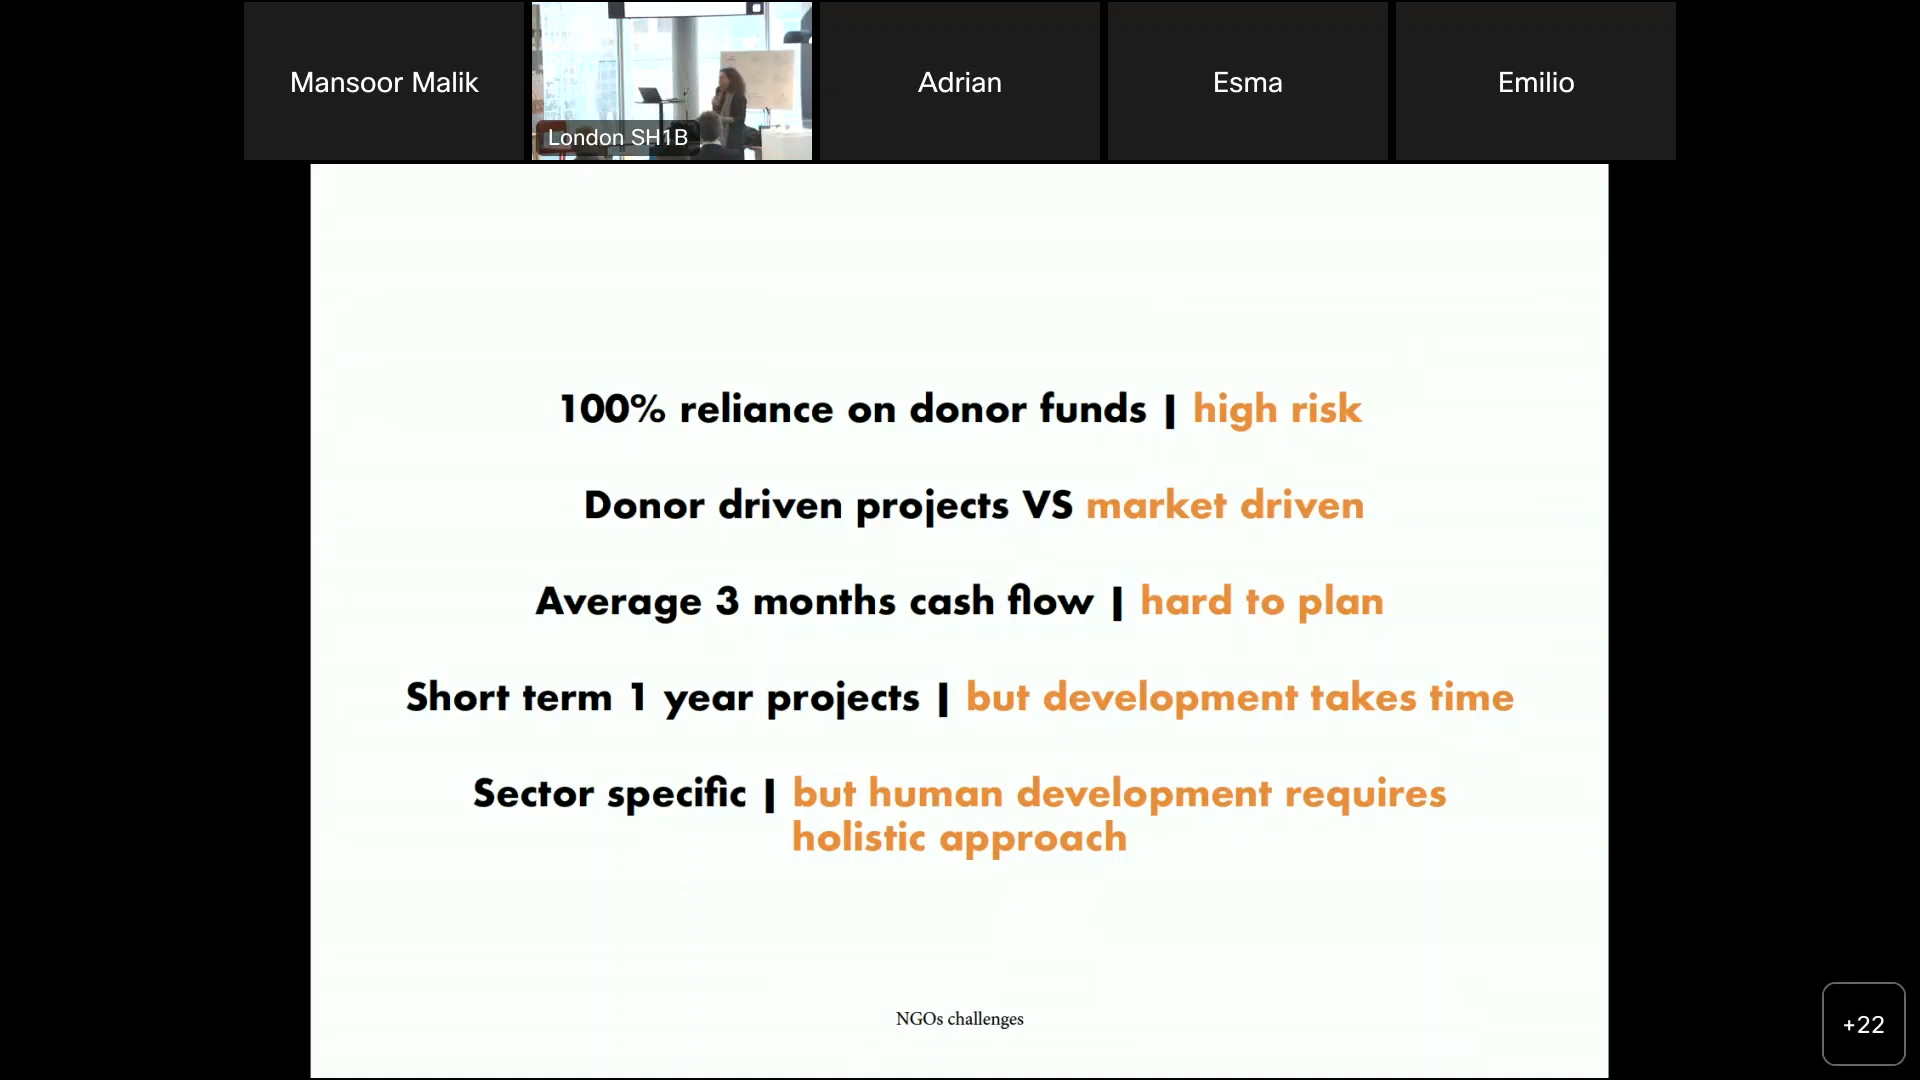 Mansoor Malik
London SH1B
Adrian
Esma
Emilio
100% reliance on donor funds | high risk
Donor driven projects VS market driven
Average 3 months cash flow | hard to plan
Short term 1 year projects | but development takes time
Sector specific | but human development requires
holistic approach
NGOs challenges
+22